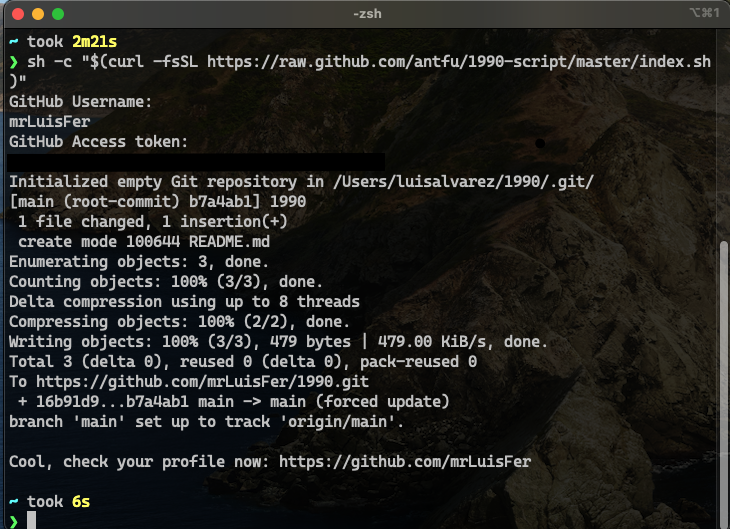 -zsh
⌥⌘1
~ took 2m21s
❯ sh -c "$(curl -fsSL https://raw.github.com/antfu/1990-script/master/index.sh
)"
GitHub Username:
mrLuisFer
GitHub Access token:
Initialized empty Git repository in /Users/luisalvarez/1990/.git/
[main (root-commit) b7a4ab1] 1990
 1 file changed, 1 insertion(+)
 create mode 100644 README.md
Enumerating objects: 3, done.
Counting objects: 100% (3/3), done.
Delta compression using up to 8 threads
Compressing objects: 100% (2/2), done.
Writing objects: 100% (3/3), 479 bytes | 479.00 KiB/s, done.
Total 3 (delta 0), reused 0 (delta 0), pack-reused 0
To https://github.com/mrLuisFer/1990.git
 + 16b91d9...b7a4ab1 main -> main (forced update)
branch 'main' set up to track 'origin/main'.
Cool, check your profile now: https://github.com/mrLuisFer
~ took 6s
❯